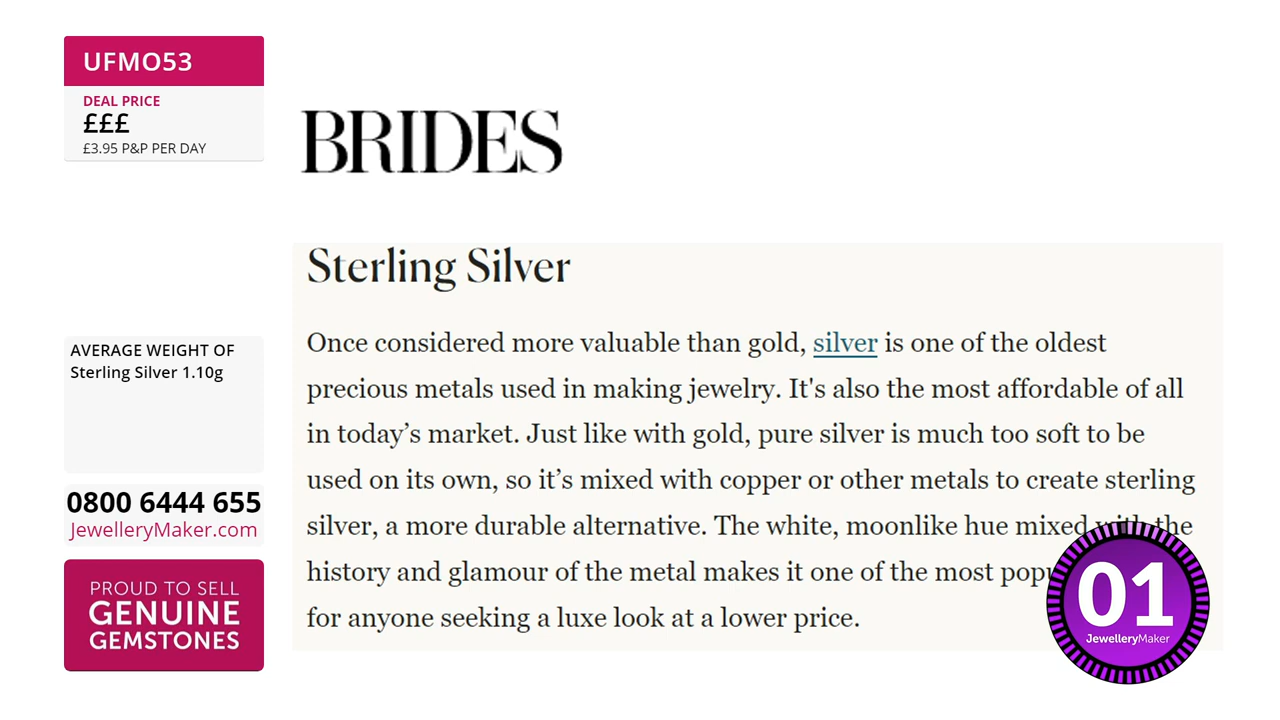 UFMO53
DEAL PRICE
£££
£3.95 P&P PER DAY
BRIDES
Sterling Silver
Once considered more valuable than gold, silver is one of the oldest
precious metals used in making jewelry. It's also the most affordable of all
in today’s market. Just like with gold, pure silver is much too soft to be
used on its own, so it’s mixed with copper or other metals to create sterling
silver, a more durable alternative. The white, moonlike hue mixed with the
history and glamour of the metal makes it one of the most
for anyone seeking a luxe look at a lower price.
AVERAGE WEIGHT OF
Sterling Silver 1.10g
0800 6444 655
JewelleryMaker.com
PROUD TO SELL
GENUINE
GEMSTONES
01
JewelleryMaker